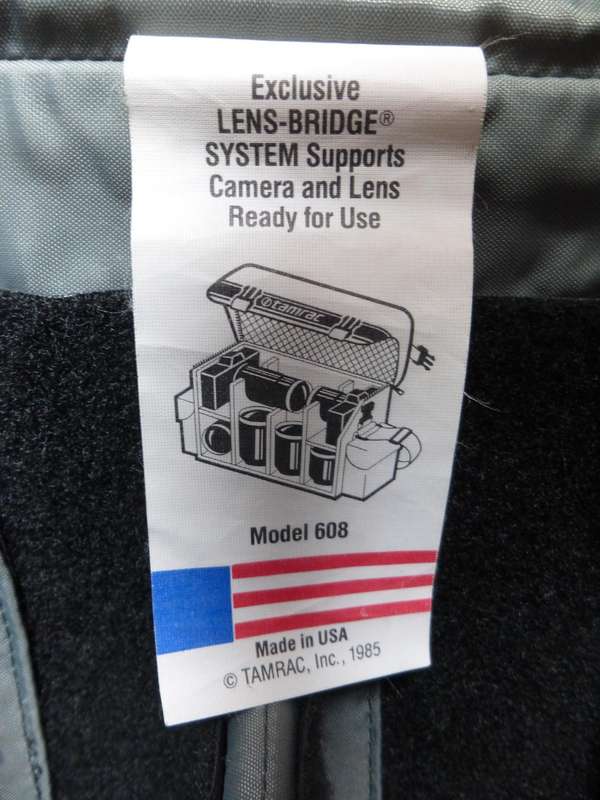 Exclusive
LENS-BRIDGE®
SYSTEM Supports
Camera and Lens
Ready for Use
tamrac
Model 608
Made in USA
© TAMRAC, Inc., 1985